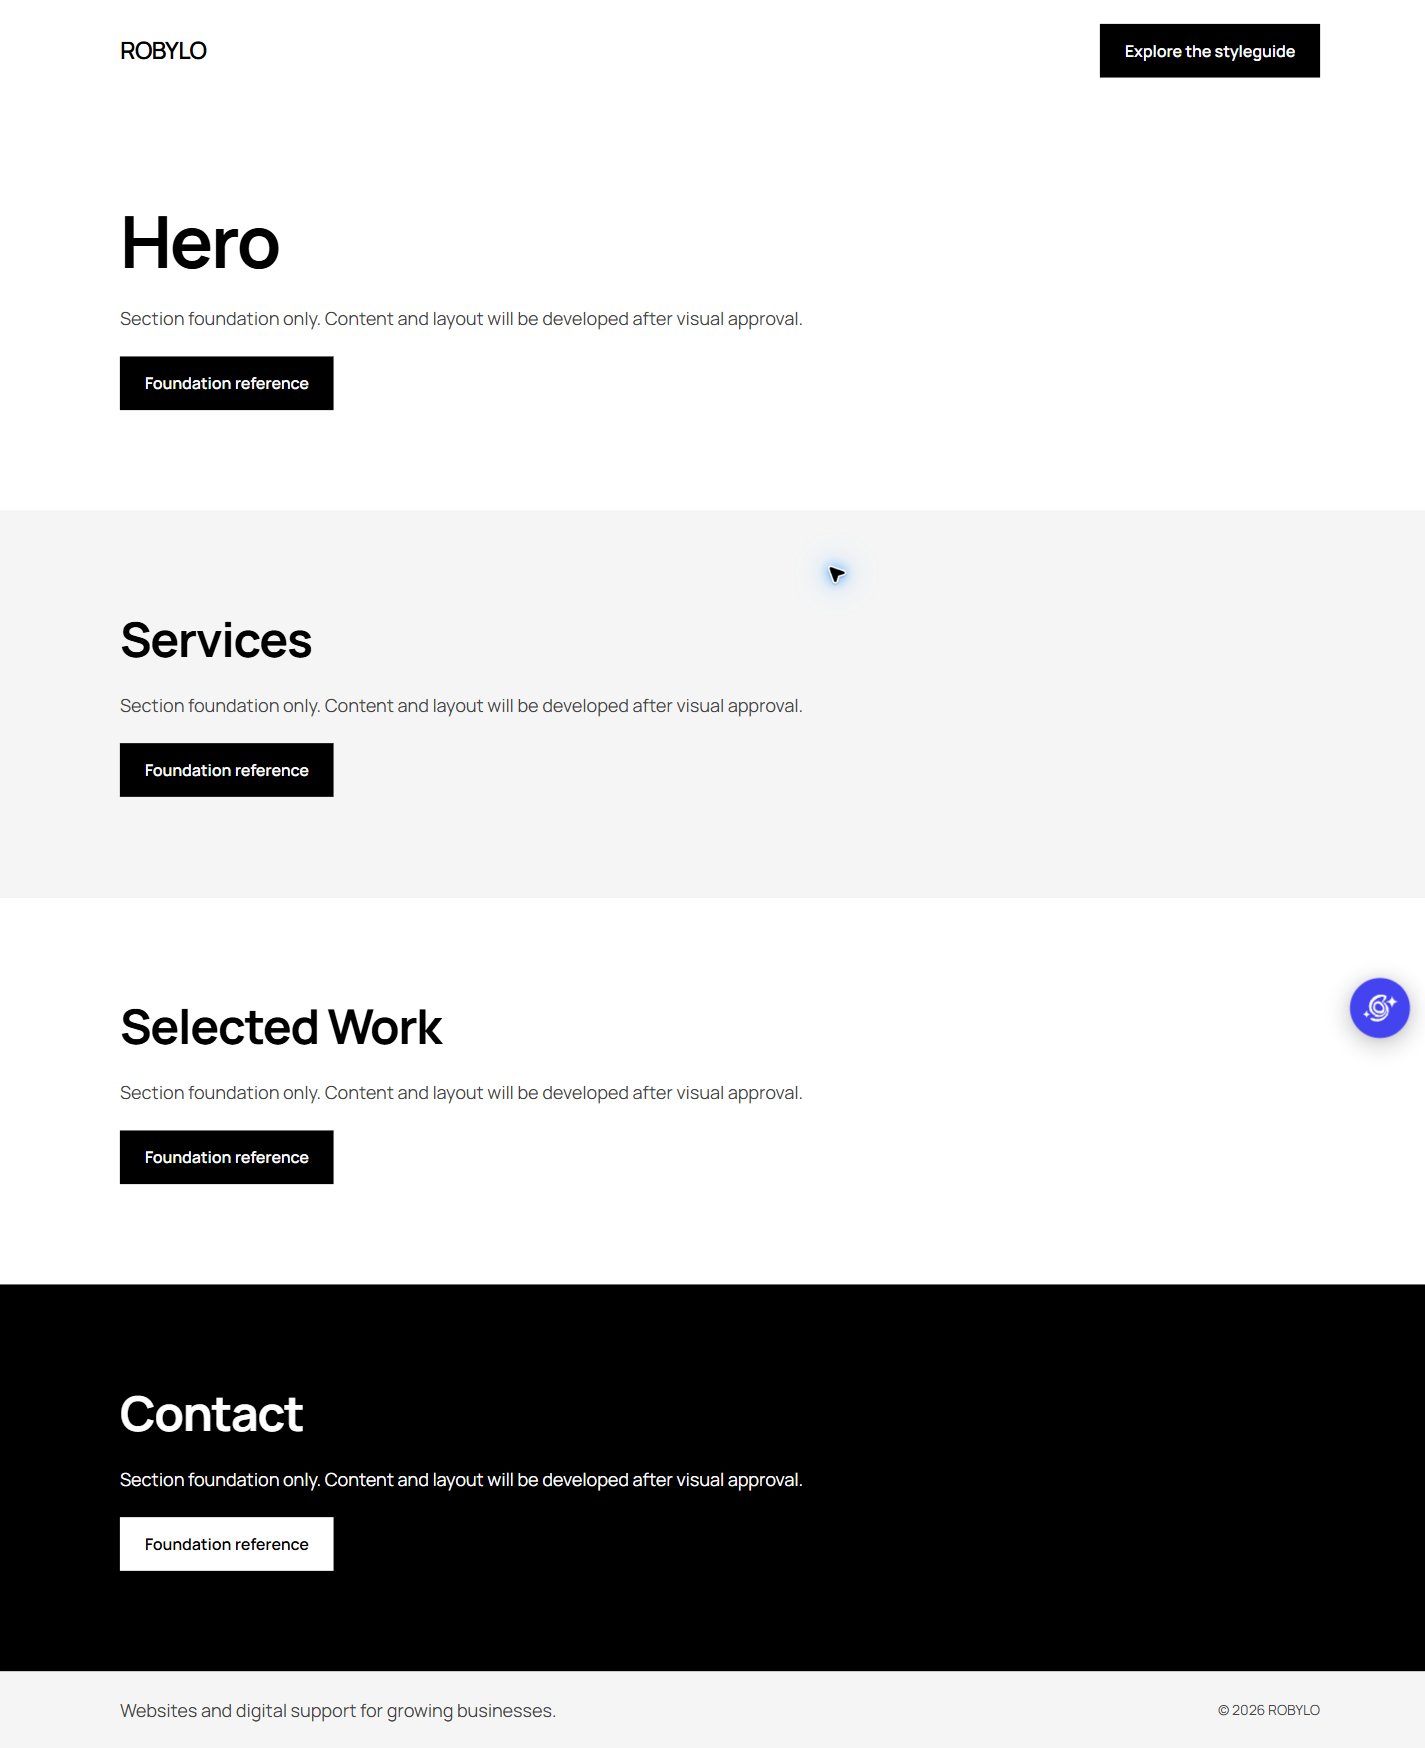 ROBYLO
Explore the styleguide
Hero
Section foundation only. Content and layout will be developed after visual approval.
Foundation reference
Services
Section foundation only. Content and layout will be developed after visual approval.
Foundation reference
Selected Work
Section foundation only. Content and layout will be developed after visual approval.
Foundation reference
Contact
Section foundation only. Content and layout will be developed after visual approval.
Foundation reference
Websites and digital support for growing businesses.
© 2026 ROBYLO